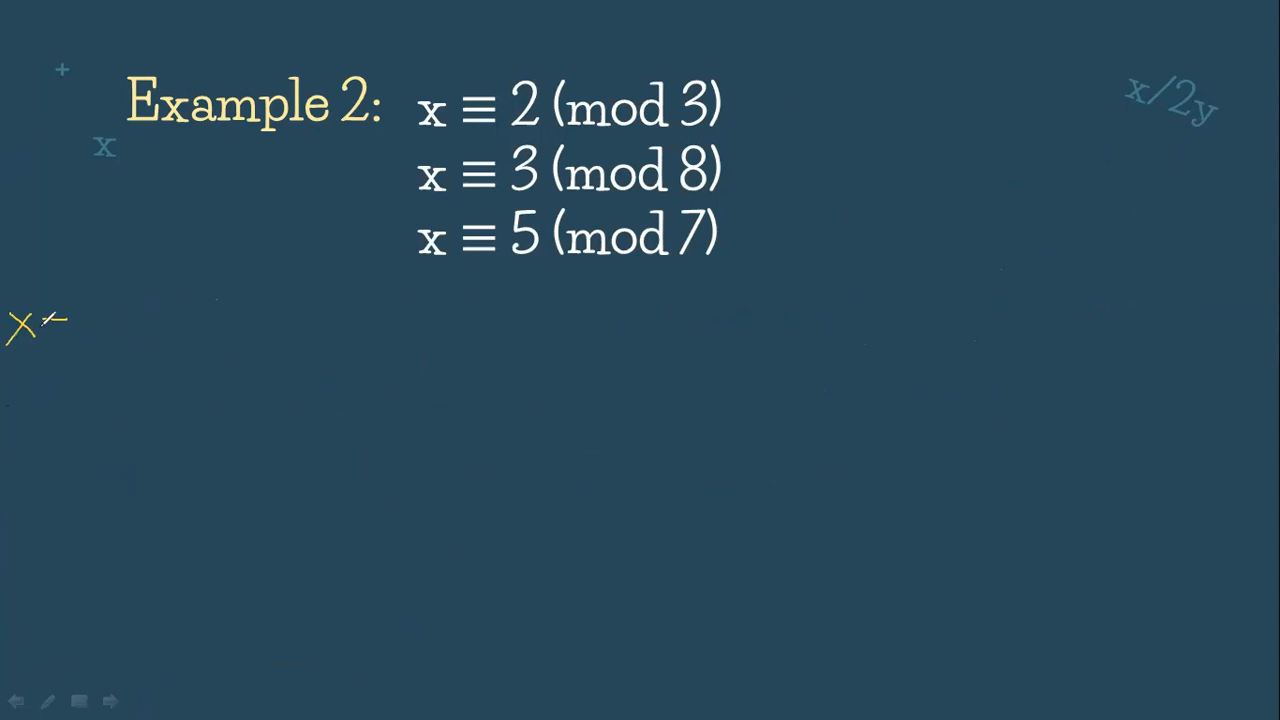 +
x
x/2y
Example 2: x ≡ 2 (mod 3)
x ≡ 3 (mod 8)
x ≡ 5 (mod 7)
x